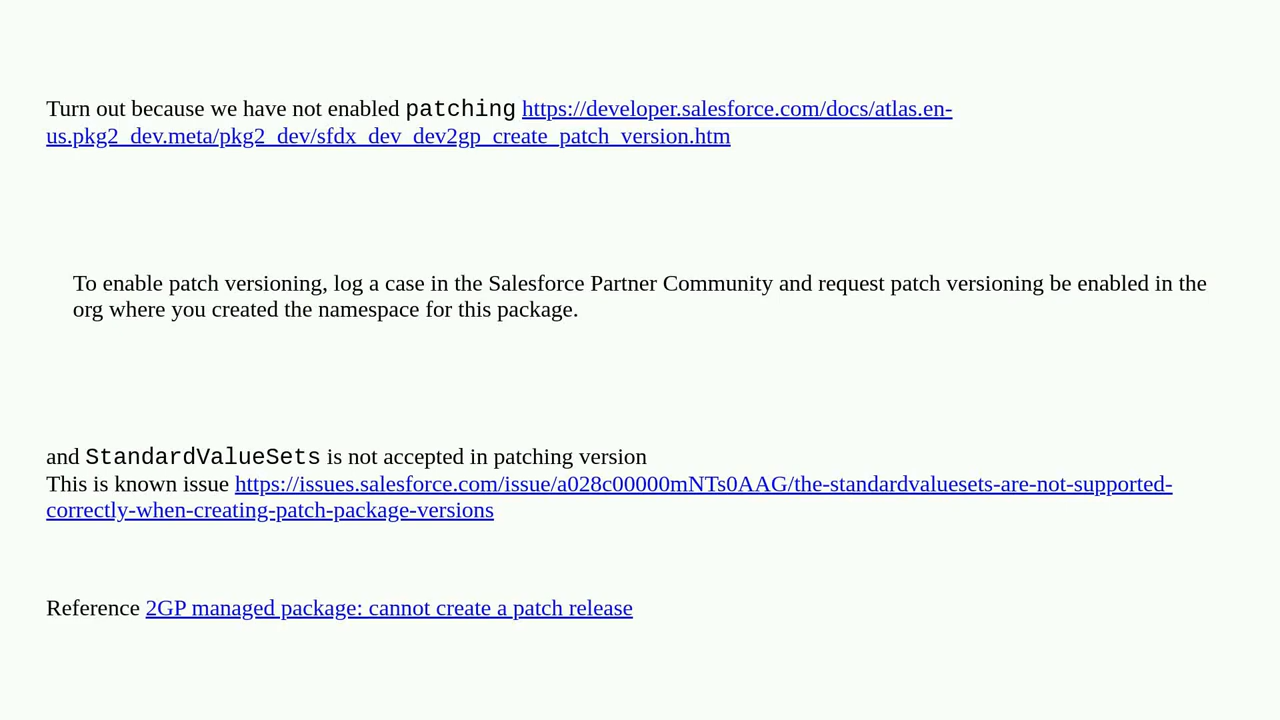 Turn out because we have not enabled patching https://developer.salesforce.com/docs/atlas.en-
us.pkg2_dev.meta/pkg2_dev/sfdx_dev_dev2gp_create_patch_version.htm
To enable patch versioning, log a case in the Salesforce Partner Community and request patch versioning be enabled in the
org where you created the namespace for this package.
and StandardValueSets is not accepted in patching version
This is known issue https://issues.salesforce.com/issue/a028c00000mNTs0AAG/the-standardvaluesets-are-not-supported-
correctly-when-creating-patch-package-versions
Reference 2GP managed package: cannot create a patch release